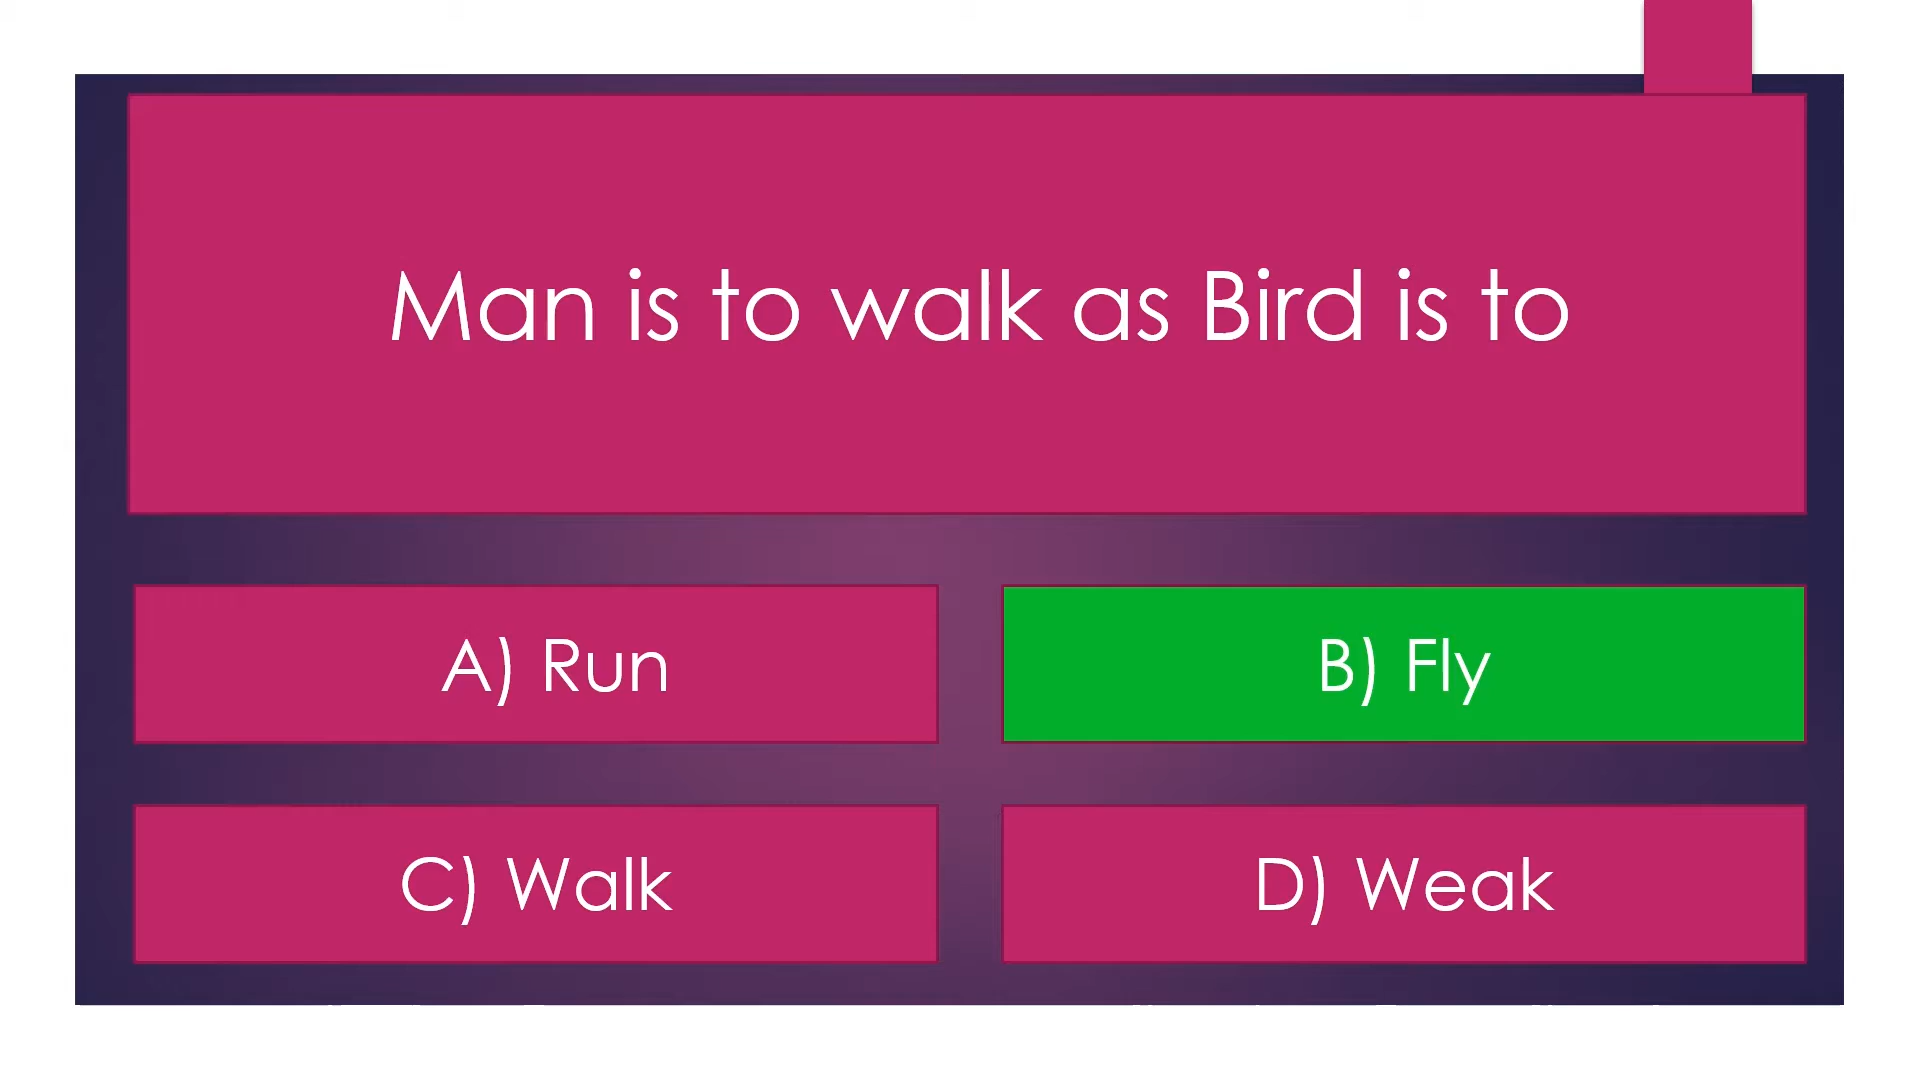 Man is to walk as Bird is to
A) Run
B) Fly
C) Walk
D) Weak